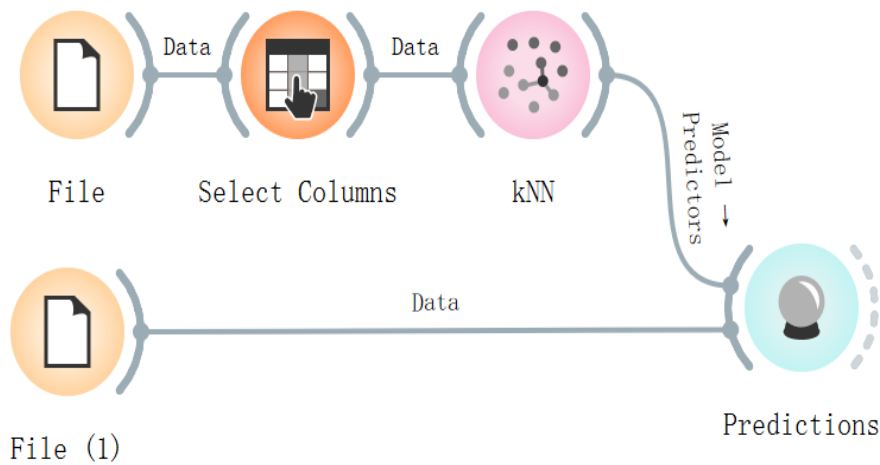 Data
Data
File
Select Columns
kNN
Model →
Predictors
Data
Predictions
File (1)